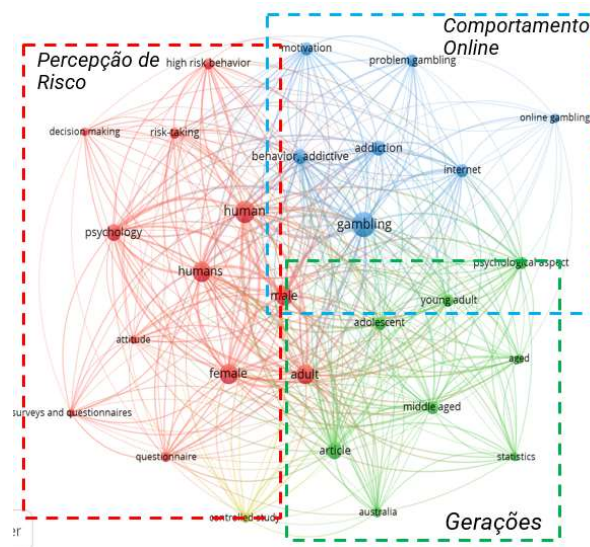 Comportamento
Online
Percepção de
Risco
motivation
high risk behavior
problem gambling
online gambling
decision making
risk-taking
addiction
behavior, addictive
internet
human
gambling
psychology
psychological aspect
humans
male
young adult
adolescent
attitude
aged
female
adult
middle aged
surveys and questionnaires
article
questionnaire
statistics
australia
controlled study
Gerações
er